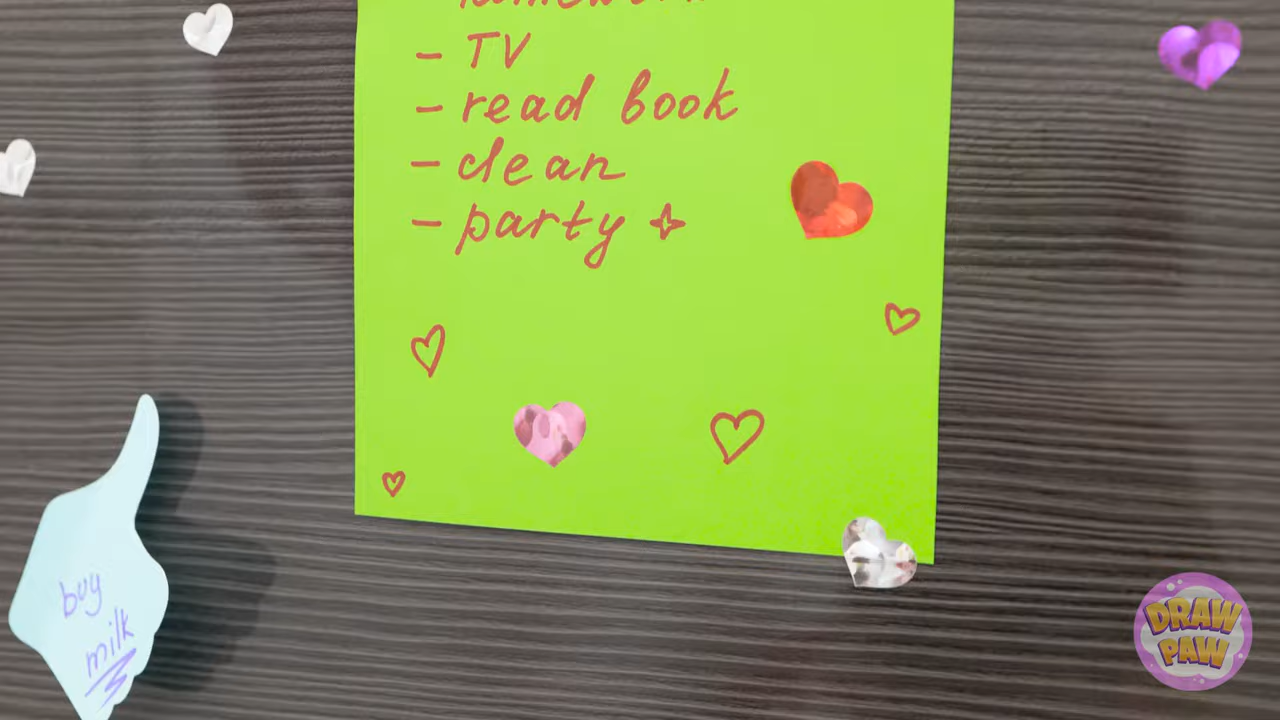 - TV
- read book
- clean
- party
buy
milk
DRAW
PAW